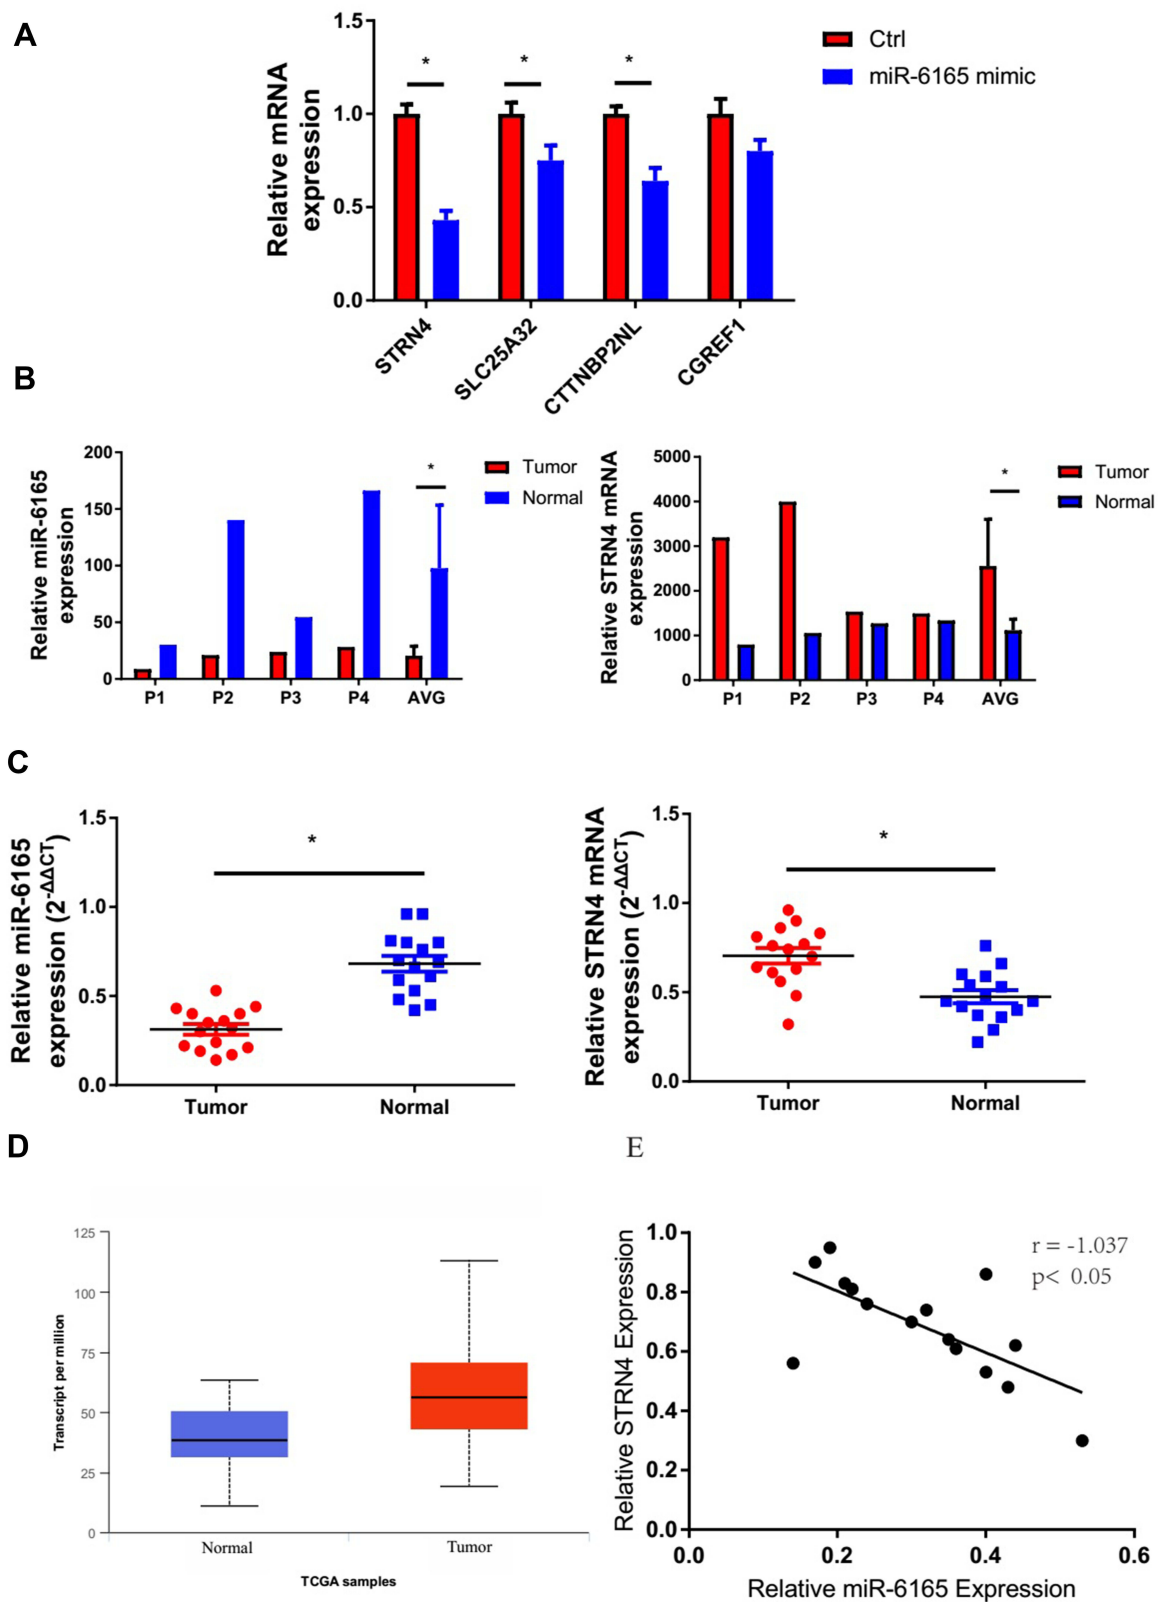 A
Relative mRNA
expression
1.5
1.0
0.5
0.0
*
*
*
Ctrl
miR-6165 mimic
STRN4
SLC25A32
CTTNBP2NL
CGREF1
B
Relative miR-6165
expression
200
150
100
50
0
*
Tumor
Normal
P1 P2 P3 P4 AVG
Relative STRN4 mRNA
expression
5000
4000
3000
2000
1000
0
*
Tumor
Normal
P1 P2 P3 P4 AVG
C
Relative miR-6165
expression (2-ΔΔCT)
1.5
1.0
0.5
0.0
*
Tumor Normal
Relative STRN4 mRNA
expression (2-ΔΔCT)
1.5
1.0
0.5
0.0
*
Tumor Normal
D
Transcript per million
125
100
75
50
25
0
Normal Tumor
TCGA samples
E
Relative STRN4 Expression
1.0
0.8
0.6
0.4
0.2
0.0
r = -1.037
p< 0.05
0.0 0.2 0.4 0.6
Relative miR-6165 Expression